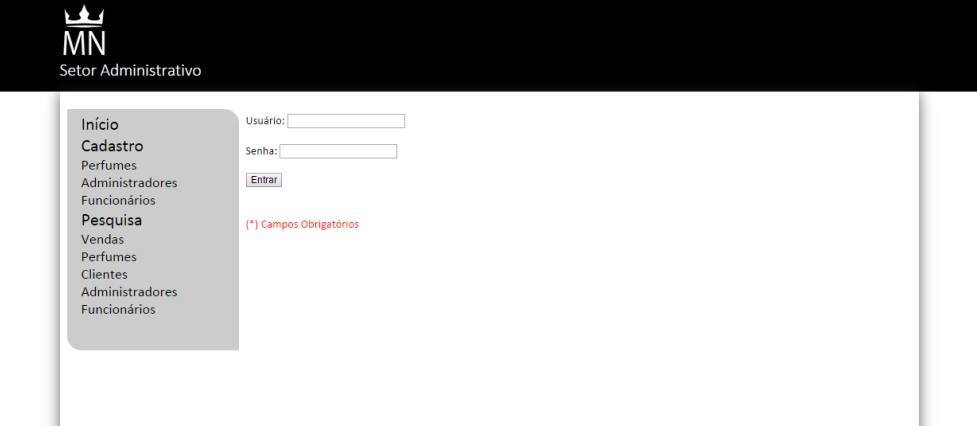 MN
Setor Administrativo
Início
Cadastro
Perfumes
Administradores
Funcionários
Pesquisa
Vendas
Perfumes
Clientes
Administradores
Funcionários
Usuário:
Senha:
Entrar
(*) Campos Obrigatórios